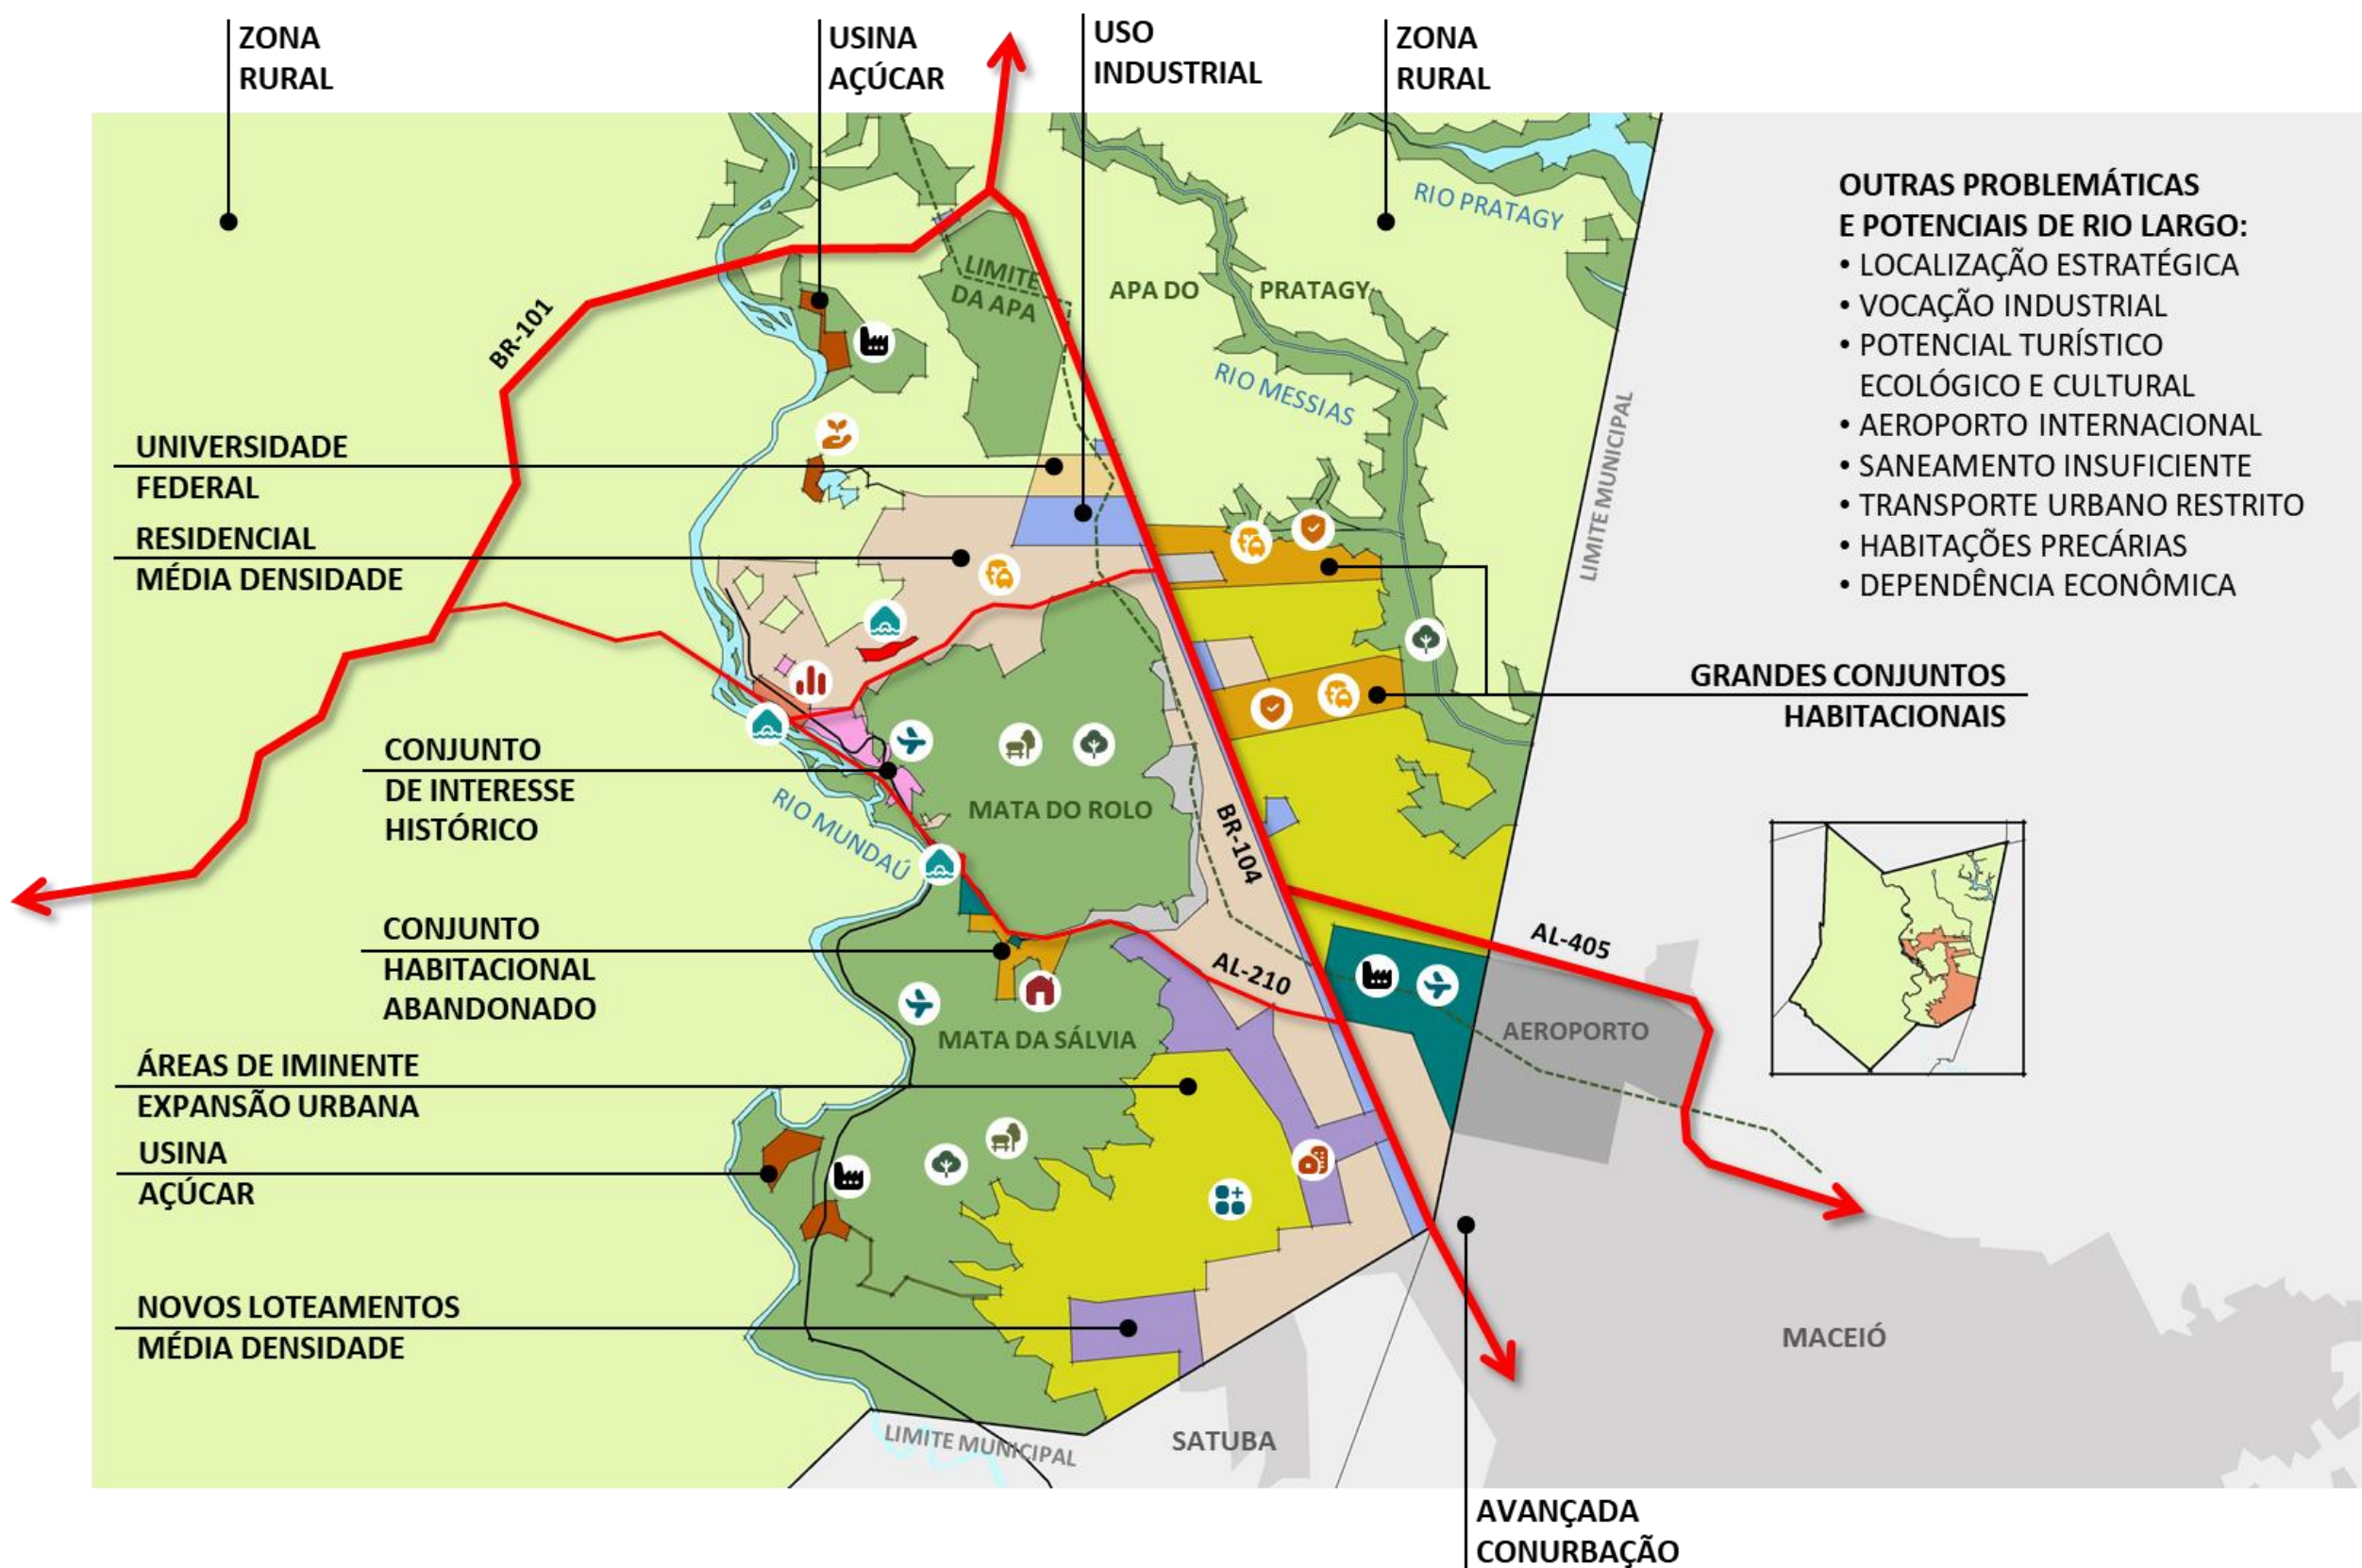 ZONA
RURAL
USINA
AÇÚCAR
USO
INDUSTRIAL
ZONA
RURAL
OUTRAS PROBLEMÁTICAS
E POTENCIAIS DE RIO LARGO:
• LOCALIZAÇÃO ESTRATÉGICA
• VOCAÇÃO INDUSTRIAL
• POTENCIAL TURÍSTICO
ECOLÓGICO E CULTURAL
• AEROPORTO INTERNACIONAL
• SANEAMENTO INSUFICIENTE
• TRANSPORTE URBANO RESTRITO
• HABITAÇÕES PRECÁRIAS
• DEPENDÊNCIA ECONÔMICA
RIO PRATAGY
LIMITE
DA APA
APA DO PRATAGY
BR-101
RIO MESSIAS
LIMITE MUNICIPAL
UNIVERSIDADE
FEDERAL
RESIDENCIAL
MÉDIA DENSIDADE
GRANDES CONJUNTOS
HABITACIONAIS
CONJUNTO
DE INTERESSE
HISTÓRICO
RIO MUNDAÚ
MATA DO ROLO
BR-104
CONJUNTO
HABITACIONAL
ABANDONADO
AL-405
AL-210
MATA DA SÁLVIA
AEROPORTO
ÁREAS DE IMINENTE
EXPANSÃO URBANA
USINA
AÇÚCAR
NOVOS LOTEAMENTOS
MÉDIA DENSIDADE
MACEIÓ
LIMITE MUNICIPAL
SATUBA
AVANÇADA
CONURBAÇÃO